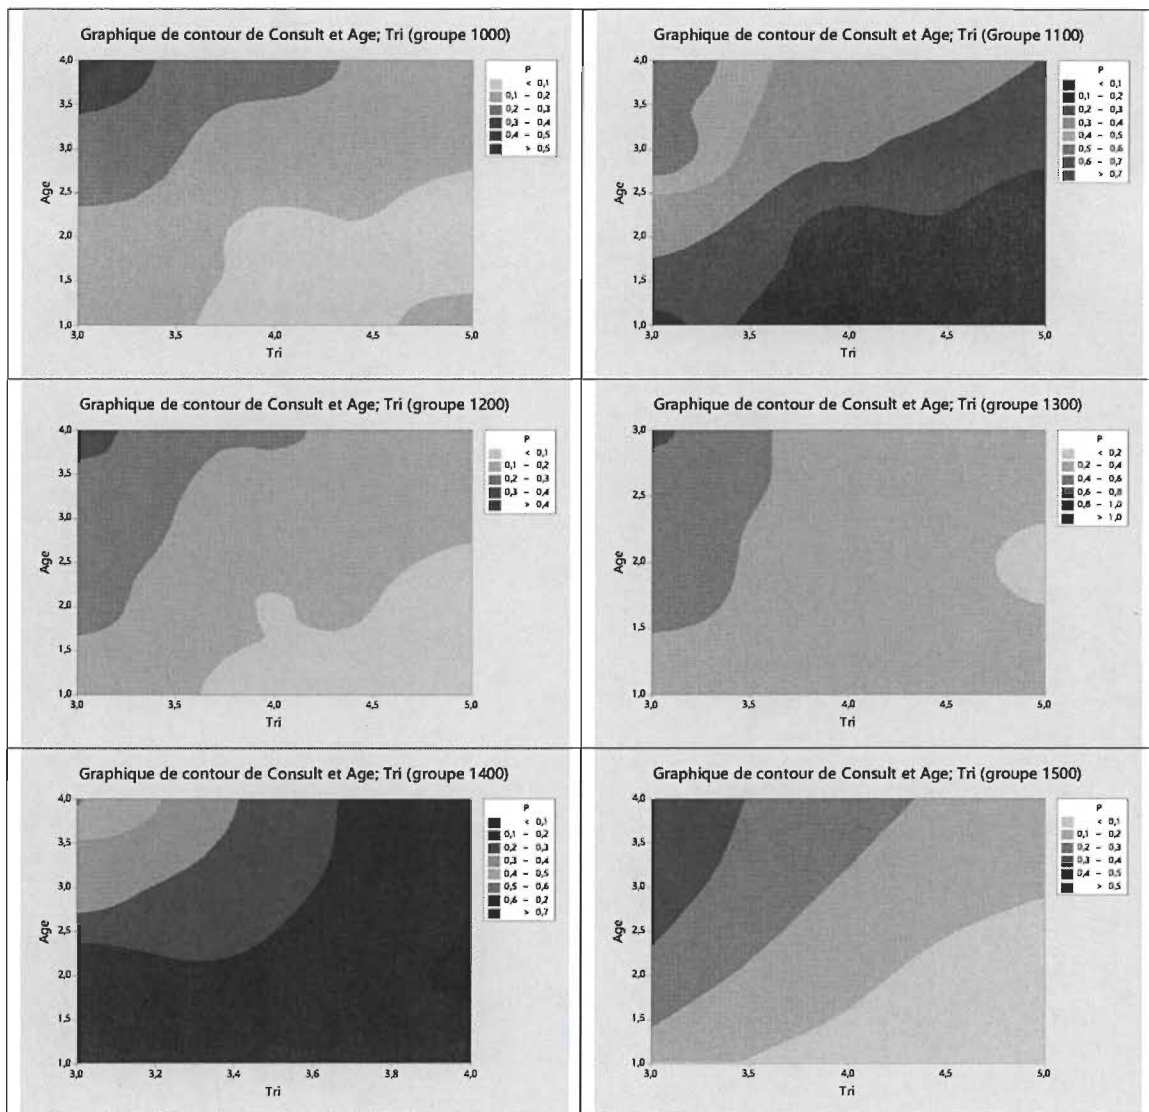 Graphique de contour de Consult et Age; Tri (groupe 1000)
4,0
3,5
3,0
2,5
2,0
1,5
1,0
Age
3,0 3,5 4,0 4,5 5,0
Tri
P
< 0,1
0,1 – 0,2
0,2 – 0,3
0,3 – 0,4
0,4 – 0,5
> 0,5
Graphique de contour de Consult et Age; Tri (Groupe 1100)
4,0
3,5
3,0
2,5
2,0
1,5
1,0
Age
3,0 3,5 4,0 4,5 5,0
Tri
P
< 0,1
0,1 – 0,2
0,2 – 0,3
0,3 – 0,4
0,4 – 0,5
0,5 – 0,6
0,6 – 0,7
> 0,7
Graphique de contour de Consult et Age; Tri (groupe 1200)
4,0
3,5
3,0
2,5
2,0
1,5
1,0
Age
3,0 3,5 4,0 4,5 5,0
Tri
P
< 0,1
0,1 – 0,2
0,2 – 0,3
0,3 – 0,4
> 0,4
Graphique de contour de Consult et Age; Tri (groupe 1300)
3,0
2,5
2,0
1,5
1,0
Age
3,0 3,5 4,0 4,5 5,0
Tri
P
< 0,2
0,2 – 0,4
0,4 – 0,6
0,6 – 0,8
0,8 – 1,0
> 1,0
Graphique de contour de Consult et Age; Tri (groupe 1400)
4,0
3,5
3,0
2,5
2,0
1,5
1,0
Age
3,0 3,2 3,4 3,6 3,8 4,0
Tri
P
< 0,1
0,1 – 0,2
0,2 – 0,3
0,3 – 0,4
0,4 – 0,5
0,5 – 0,6
> 0,7
Graphique de contour de Consult et Age; Tri (groupe 1500)
4,0
3,5
3,0
2,5
2,0
1,5
1,0
Age
3,0 3,5 4,0 4,5 5,0
Tri
P
< 0,1
0,1 – 0,2
0,2 – 0,3
0,3 – 0,4
0,4 – 0,5
> 0,5